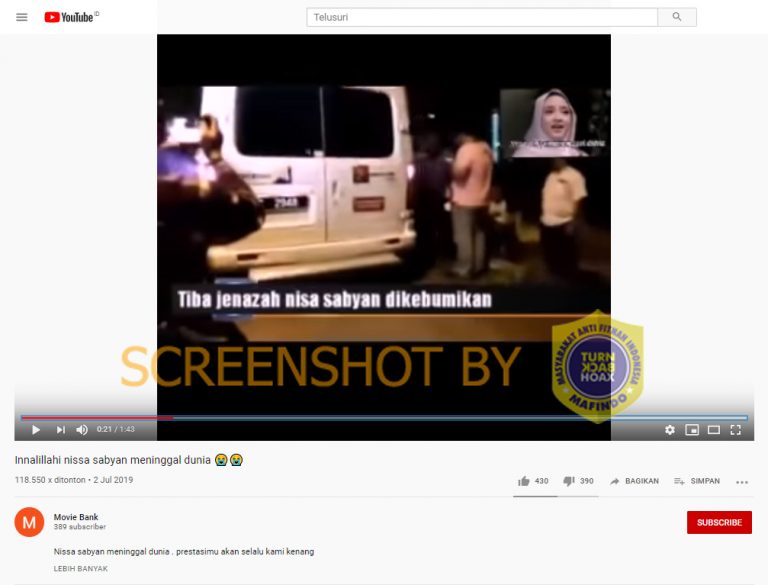 YouTube ID
Telusuri
2948
Tiba jenazah nisa sabyan dikebumikan
SCREENSHOT BY
MASYARAKAT ANTI FITNAH INDONESIA
TURN
BACK
HOAX
MAFINDO
0:21 / 1:43
Innalillahi nissa sabyan meninggal dunia 😭😭
118.550 x ditonton • 2 Jul 2019
430
390
BAGIKAN
SIMPAN
M
Movie Bank
389 subscriber
SUBSCRIBE
Nissa sabyan meninggal dunia . prestasimu akan selalu kami kenang
LEBIH BANYAK